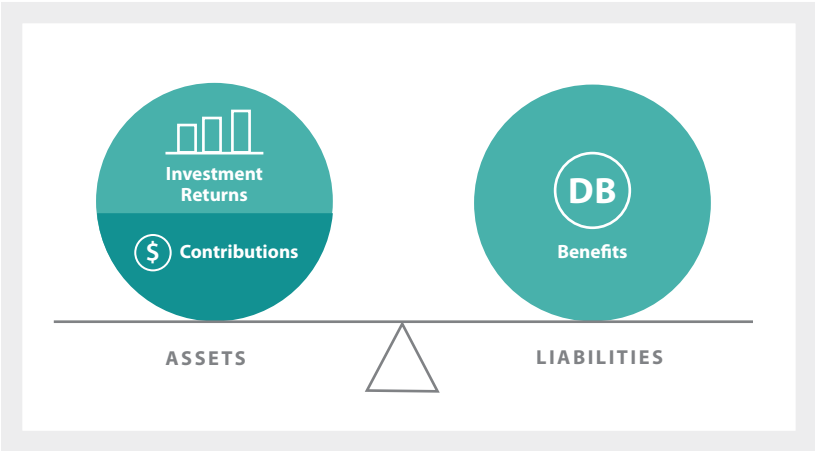 Investment
Returns
$ Contributions
DB
Benefits
ASSETS
LIABILITIES